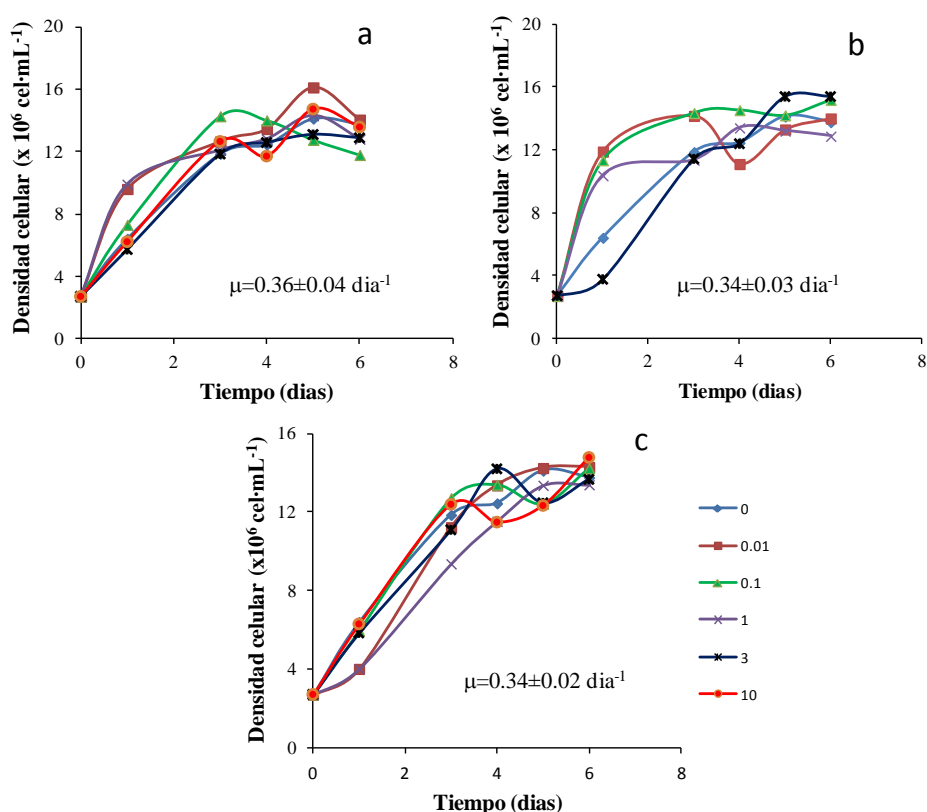 a
Densidad celular (x 10⁶ cel·mL⁻¹)
20
16
12
8
4
0
μ=0.36±0.04 dia⁻¹
0 2 4 6 8
Tiempo (dias)
b
Densidad celular (x 10⁶ cel·mL⁻¹)
20
16
12
8
4
0
μ=0.34±0.03 dia⁻¹
0 2 4 6 8
Tiempo (dias)
c
Densidad celular (x10⁶ cel·mL⁻¹)
16
12
8
4
0
μ=0.34±0.02 dia⁻¹
0 2 4 6 8
Tiempo (dias)
0
0.01
0.1
1
3
10